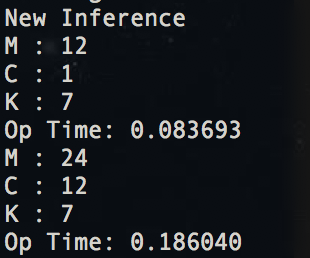 New Inference
M : 12
C : 1
K : 7
Op Time: 0.083693
M : 24
C : 12
K : 7
Op Time: 0.186040